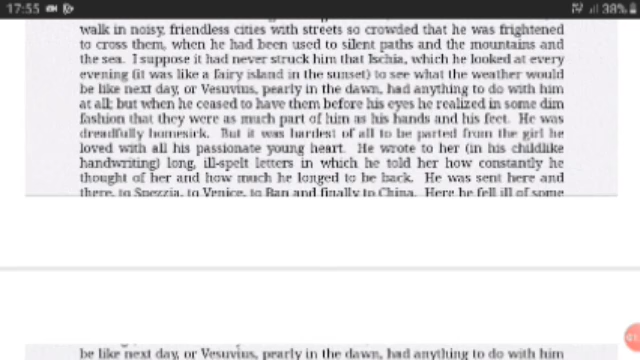 17:55 38%
walk in noisy, friendless cities with streets so crowded that he was frightened
to cross them, when he had been used to silent paths and the mountains and
the sea. I suppose it had never struck him that Ischia, which he looked at every
evening (it was like a fairy island in the sunset) to see what the weather would
be like next day, or Vesuvius, pearly in the dawn, had anything to do with him
at all; but when he ceased to have them before his eyes he realized in some dim
fashion that they were as much part of him as his hands and his feet. He was
dreadfully homesick. But it was hardest of all to be parted from the girl he
loved with all his passionate young heart. He wrote to her (in his childlike
handwriting) long, ill-spelt letters in which he told her how constantly he
thought of her and how much he longed to be back. He was sent here and
there, to Spezzia, to Venice, to Bari and finally to China. Here he fell ill of some
be like next day, or Vesuvius, pearly in the dawn, had anything to do with him